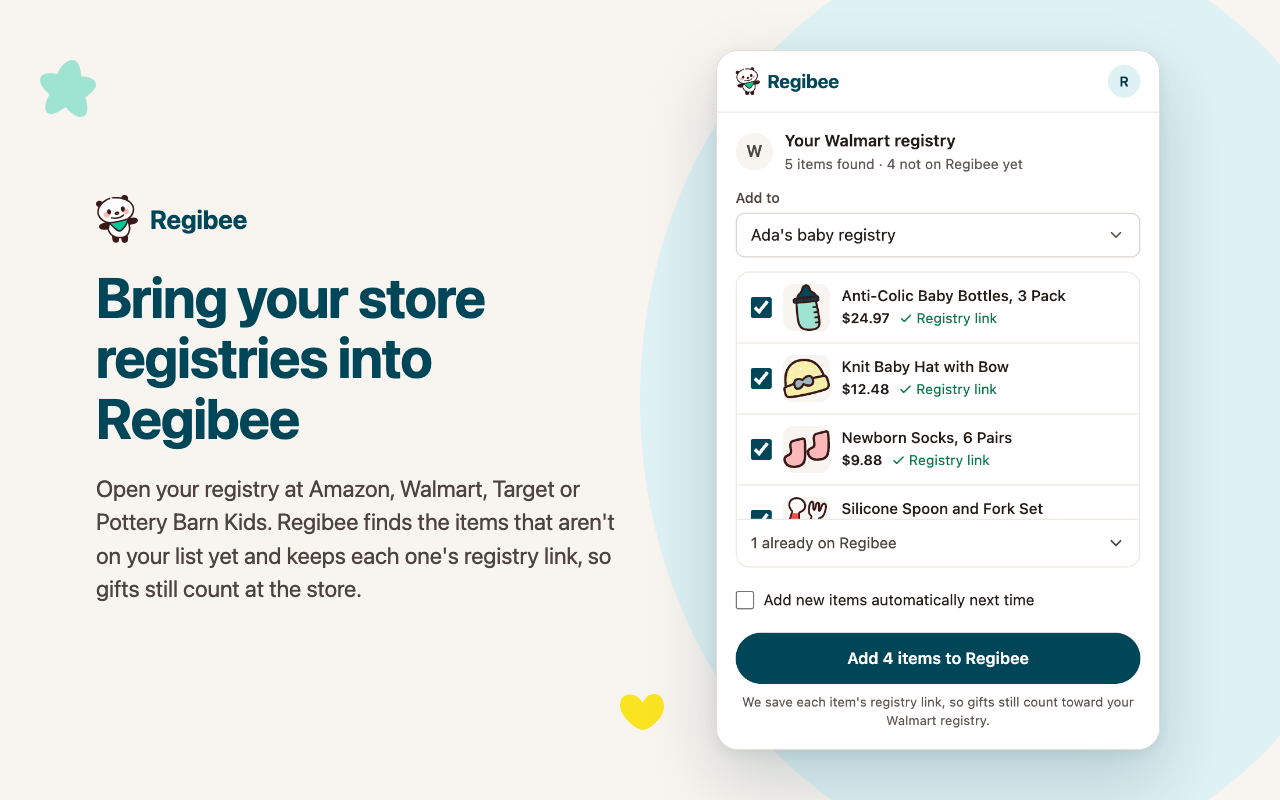 Regibee
Bring your store
registries into
Regibee
Open your registry at Amazon, Walmart, Target or
Pottery Barn Kids. Regibee finds the items that aren't
on your list yet and keeps each one's registry link, so
gifts still count at the store.
Regibee
R
W
Your Walmart registry
5 items found · 4 not on Regibee yet
Add to
Ada's baby registry
Anti-Colic Baby Bottles, 3 Pack
$24.97 ✓ Registry link
Knit Baby Hat with Bow
$12.48 ✓ Registry link
Newborn Socks, 6 Pairs
$9.88 ✓ Registry link
Silicone Spoon and Fork Set
1 already on Regibee
Add new items automatically next time
Add 4 items to Regibee
We save each item's registry link, so gifts still count toward your
Walmart registry.